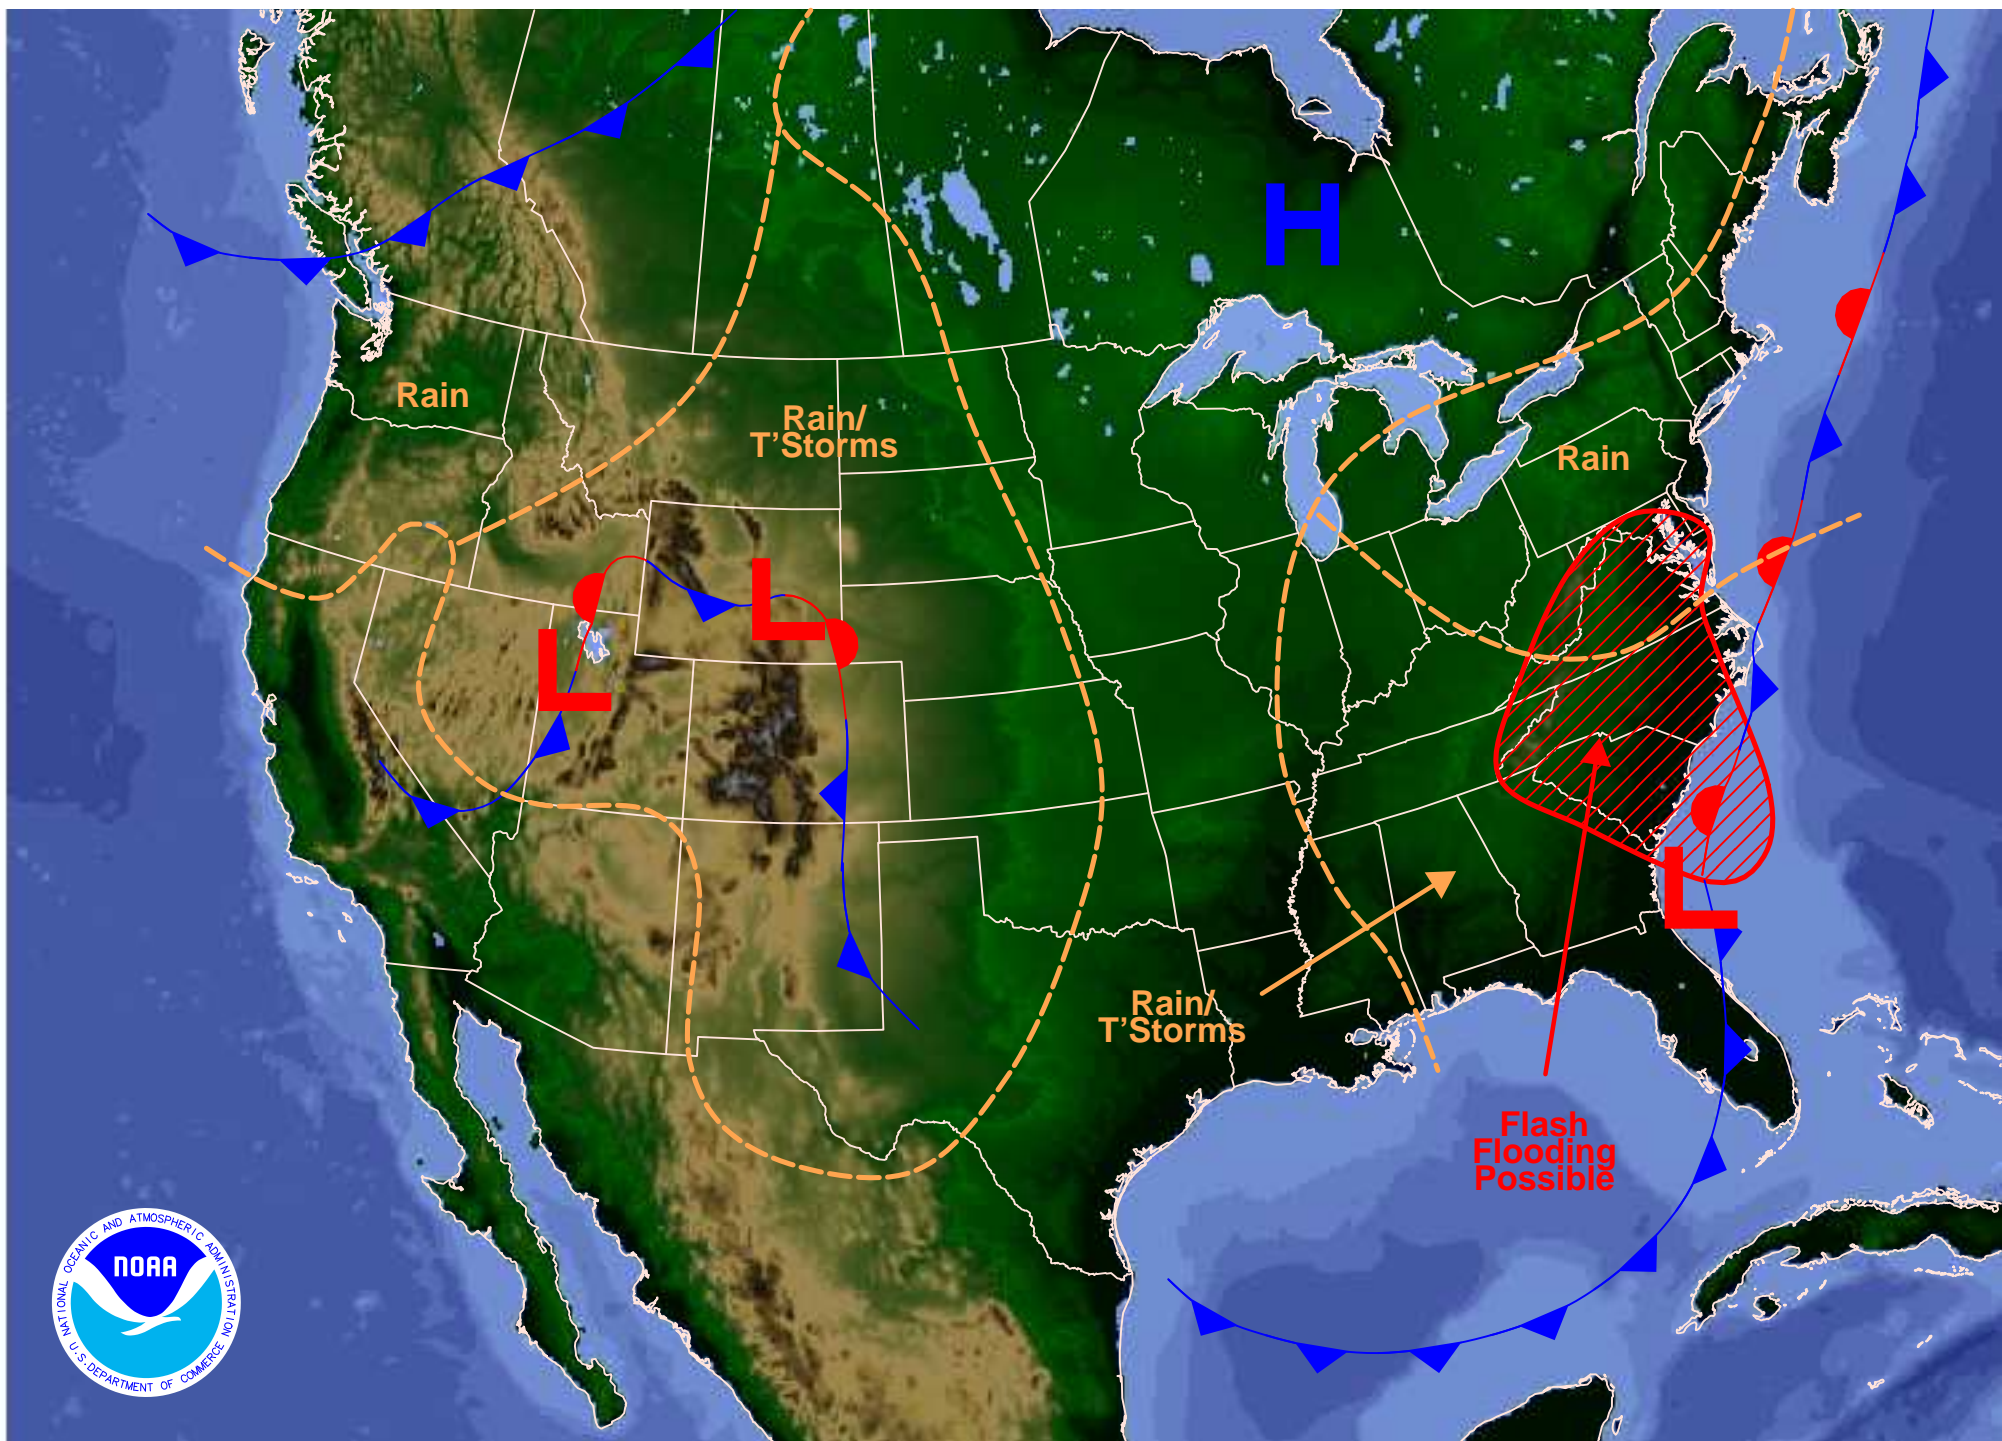 H
Rain
Rain/
T'Storms
Rain
L
L
L
Rain/
T'Storms
Flash
Flooding
Possible
NATIONAL OCEANIC AND ATMOSPHERIC ADMINISTRATION
NOAA
U.S. DEPARTMENT OF COMMERCE